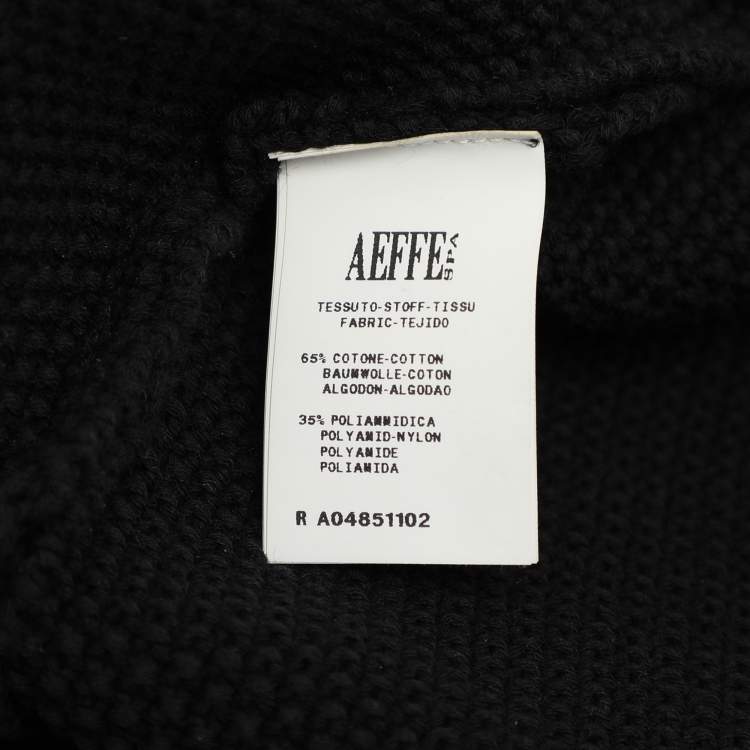 AEFFE SPA
TESSUTO-STOFF-TISSU
FABRIC-TEJIDO
65% COTONE-COTTON
BAUMWOLLE-COTON
ALGODON-ALGODAO
35% POLIAMMIDICA
POLYAMID-NYLON
POLYAMIDE
POLIAMIDA
R A04851102